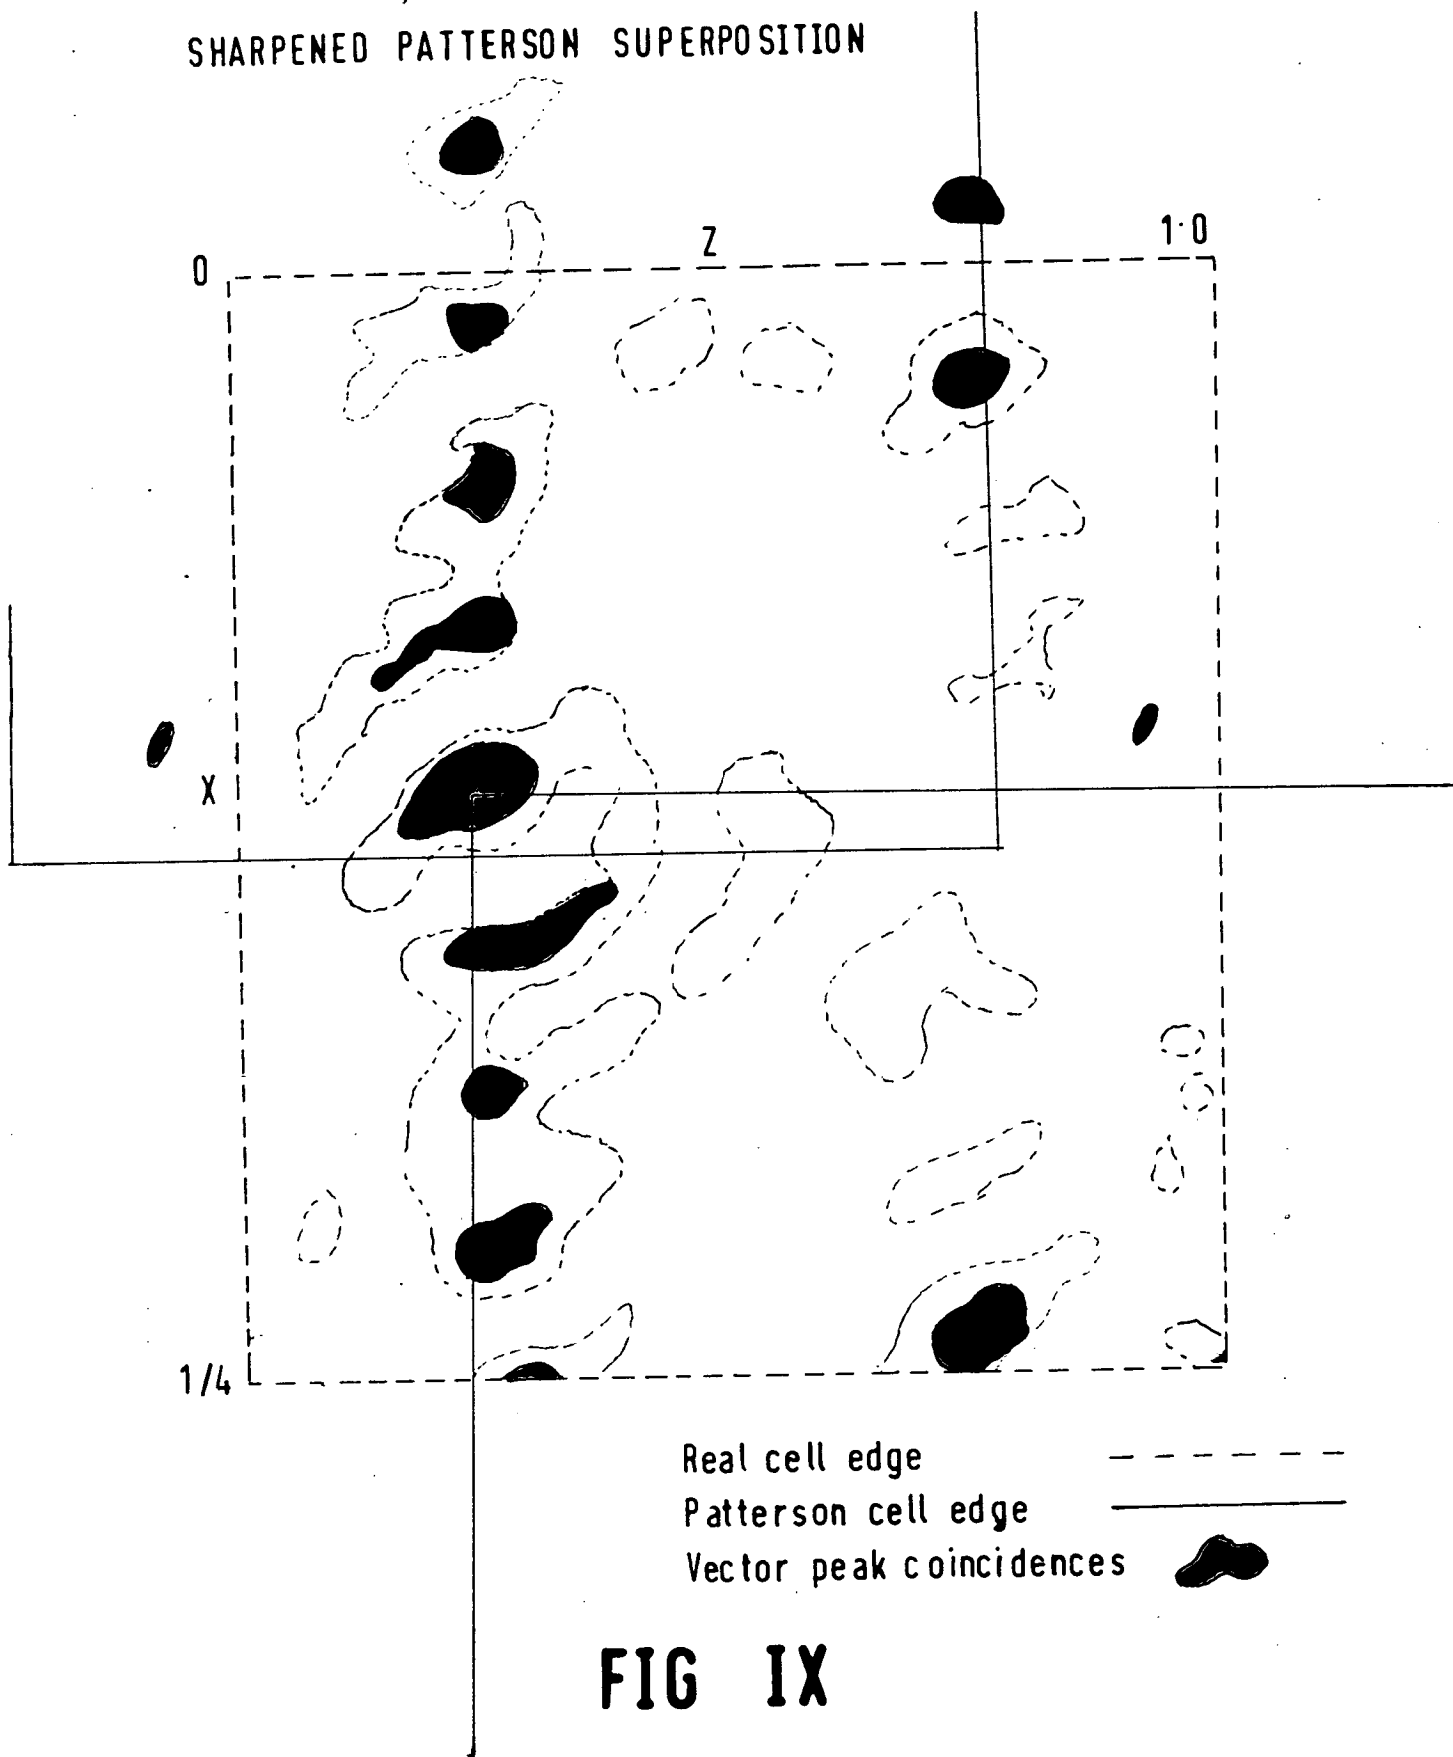 SHARPENED PATTERSON SUPERPOSITION
0
Z
1·0
X
1/4
Real cell edge
Patterson cell edge
Vector peak coincidences
FIG IX